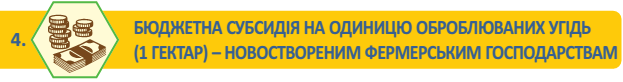 4.
БЮДЖЕТНА СУБСИДІЯ НА ОДИНИЦЮ ОБРОБЛЮВАНИХ УГІДЬ
(1 ГЕКТАР) – НОВОСТВОРЕНИМ ФЕРМЕРСЬКИМ ГОСПОДАРСТВАМ